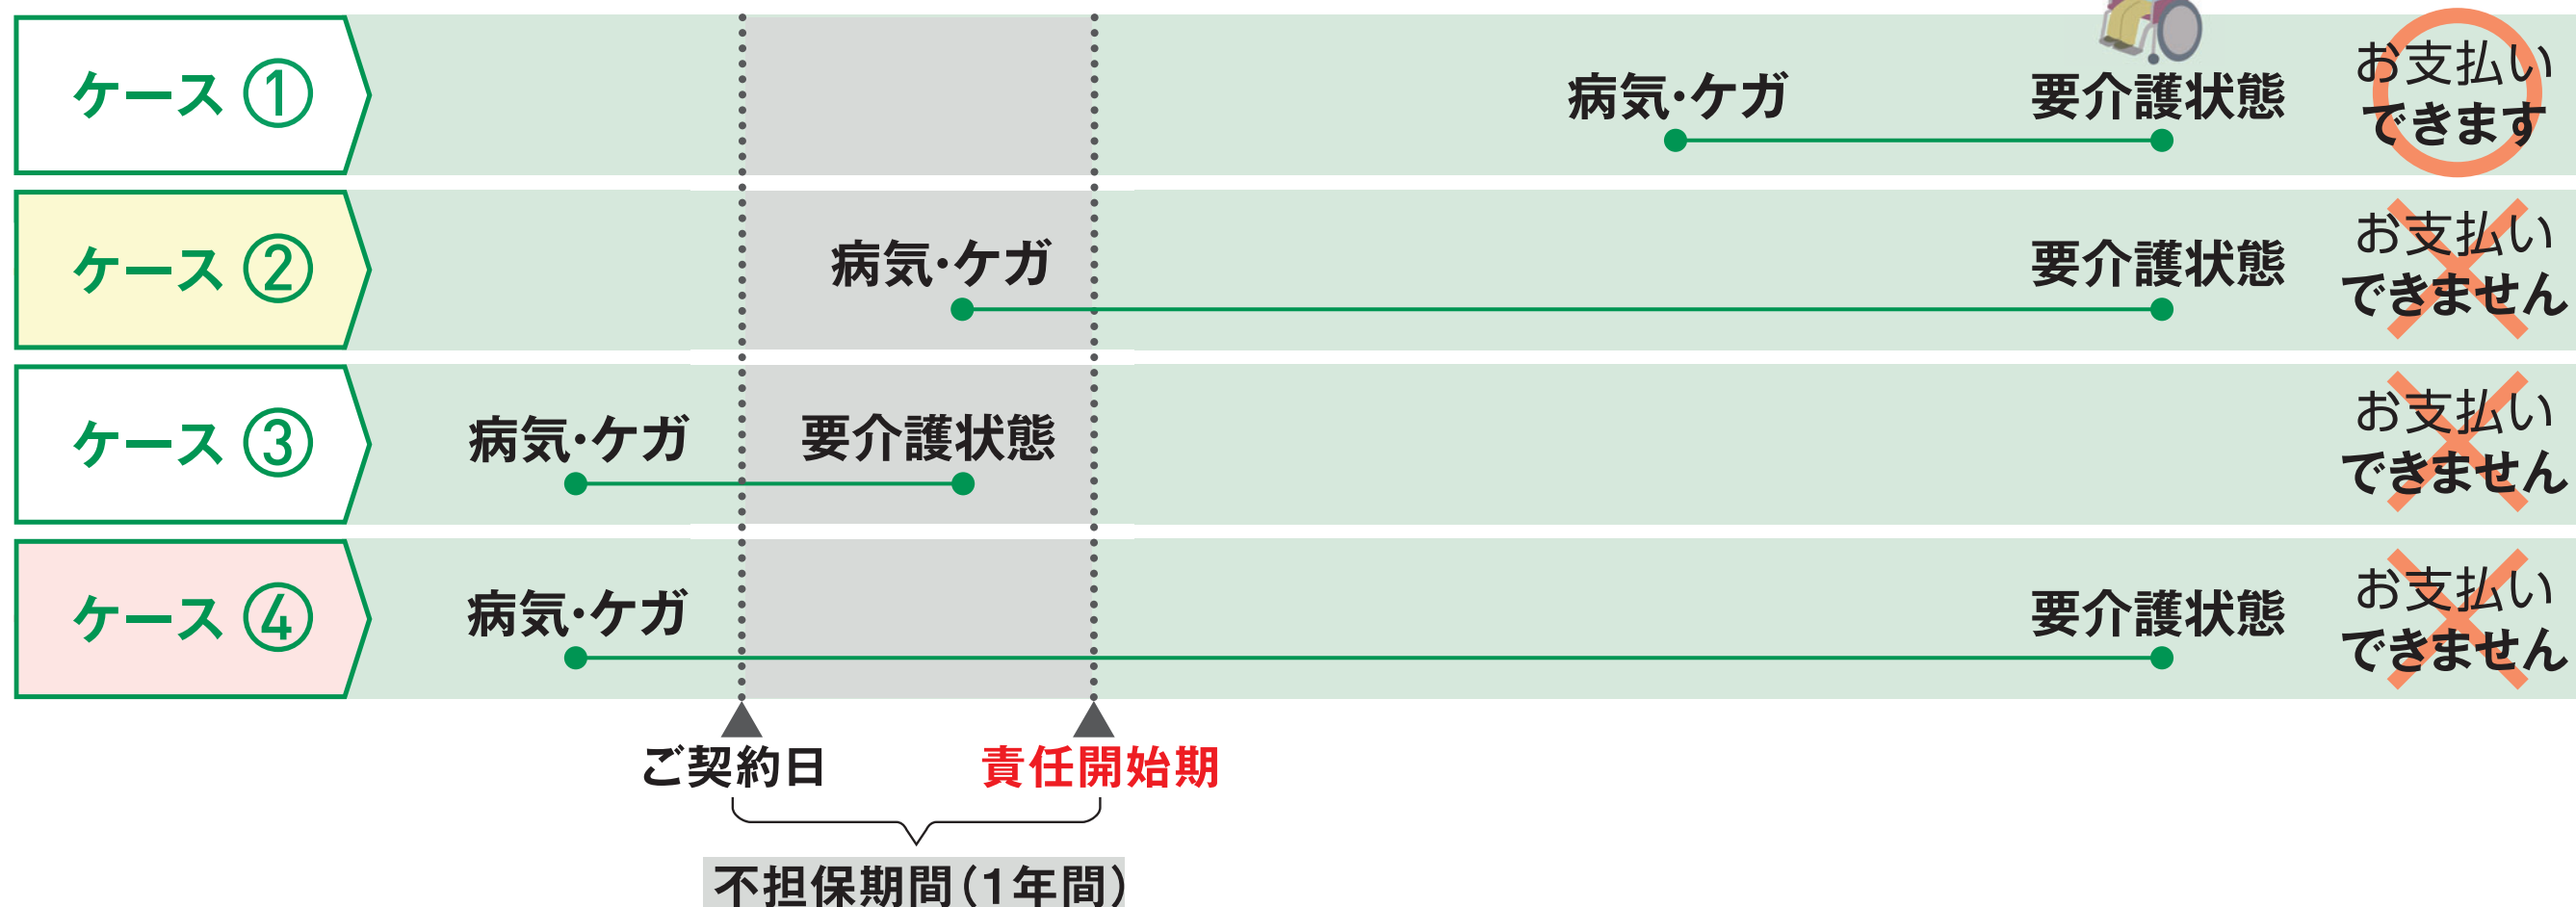 ケース ①
病気・ケガ
要介護状態
お支払い
できます
ケース ②
病気・ケガ
要介護状態
お支払い
できません
ケース ③
病気・ケガ
要介護状態
お支払い
できません
ケース ④
病気・ケガ
要介護状態
お支払い
できません
ご契約日
責任開始期
不担保期間(1年間)